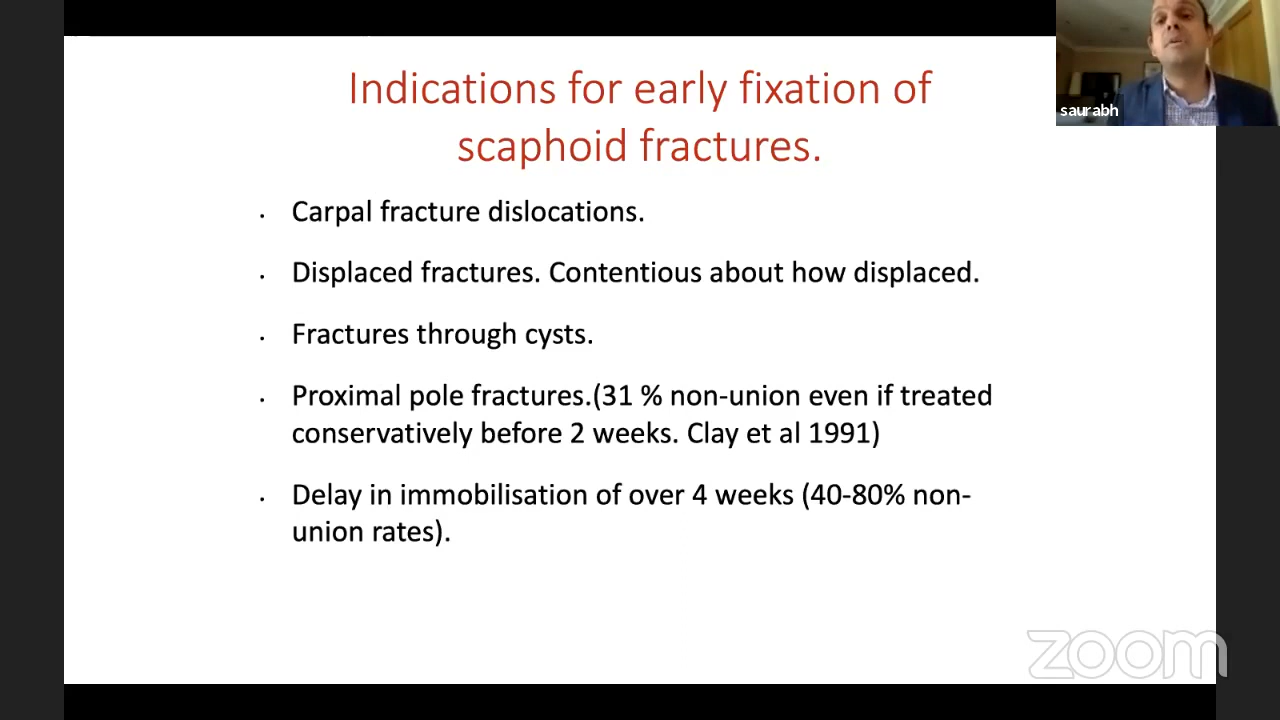 Indications for early fixation of
scaphoid fractures.
saurabh
• Carpal fracture dislocations.
• Displaced fractures. Contentious about how displaced.
• Fractures through cysts.
• Proximal pole fractures.(31 % non-union even if treated
conservatively before 2 weeks. Clay et al 1991)
• Delay in immobilisation of over 4 weeks (40-80% non-
union rates).
zoom